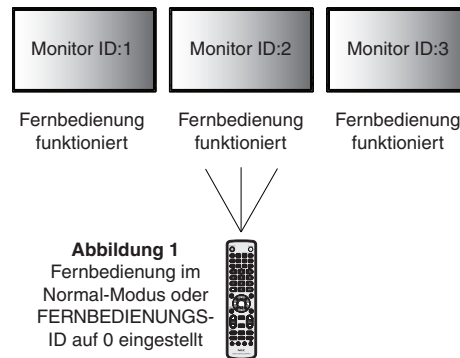 Monitor ID:1
Monitor ID:2
Monitor ID:3
Fernbedienung
funktioniert
Fernbedienung
funktioniert
Fernbedienung
funktioniert
Abbildung 1
Fernbedienung im
Normal-Modus oder
FERNBEDIENUNGS-
ID auf 0 eingestellt